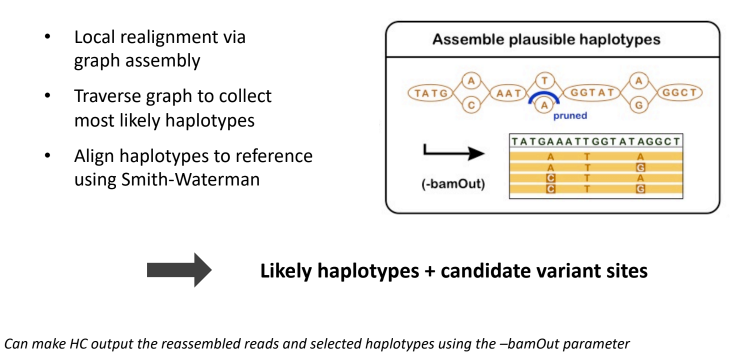 • Local realignment via
graph assembly
• Traverse graph to collect
most likely haplotypes
• Align haplotypes to reference
using Smith-Waterman
Assemble plausible haplotypes
A T A
TATG AAT GGTAT GGCT
C A G
pruned
TATGAAATTGGTATAGGCT
A T A
A T G
C T A
C T G
(-bamOut)
Likely haplotypes + candidate variant sites
Can make HC output the reassembled reads and selected haplotypes using the –bamOut parameter